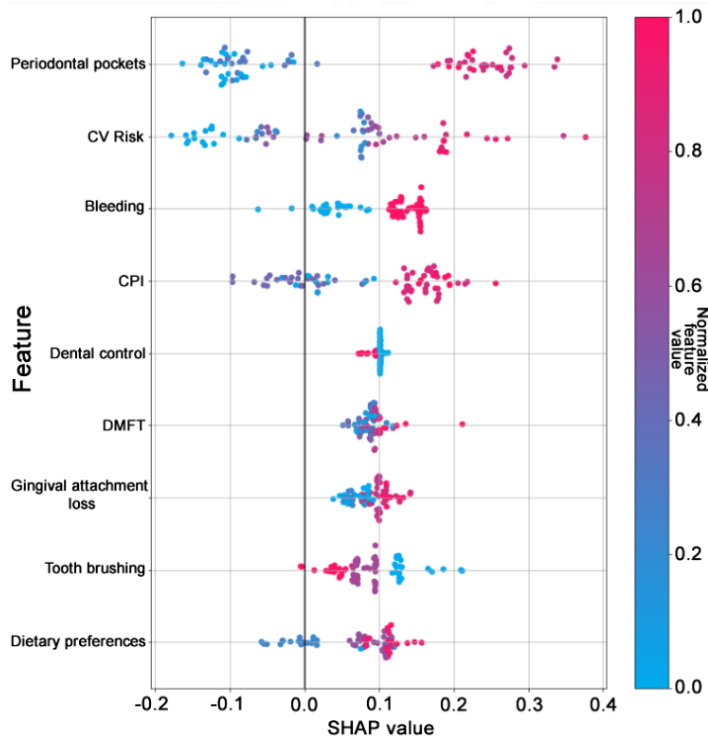 Feature
Periodontal pockets
CV Risk
Bleeding
CPI
Dental control
DMFT
Gingival attachment
loss
Tooth brushing
Dietary preferences
-0.2 -0.1 0.0 0.1 0.2 0.3 0.4
SHAP value
1.0
0.8
0.6
0.4
0.2
0.0
Normalized
feature
value